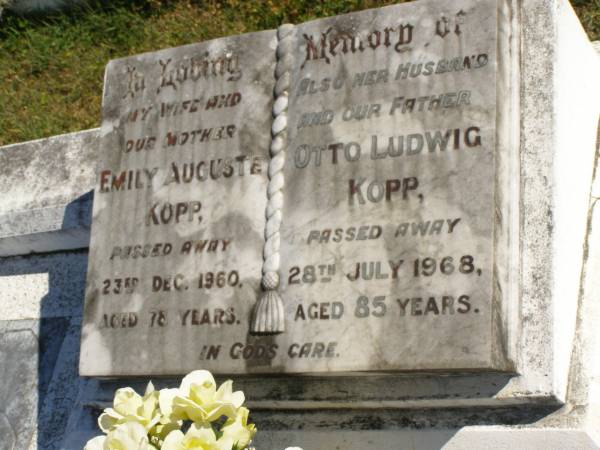 In Loving
Memory of
MY WIFE AND
OUR MOTHER
EMILY AUGUSTE
KOPP,
PASSED AWAY
23RD DEC. 1960,
AGED 78 YEARS.
ALSO HER HUSBAND
AND OUR FATHER
OTTO LUDWIG
KOPP,
PASSED AWAY
28TH JULY 1968,
AGED 85 YEARS.
IN GODS CARE.